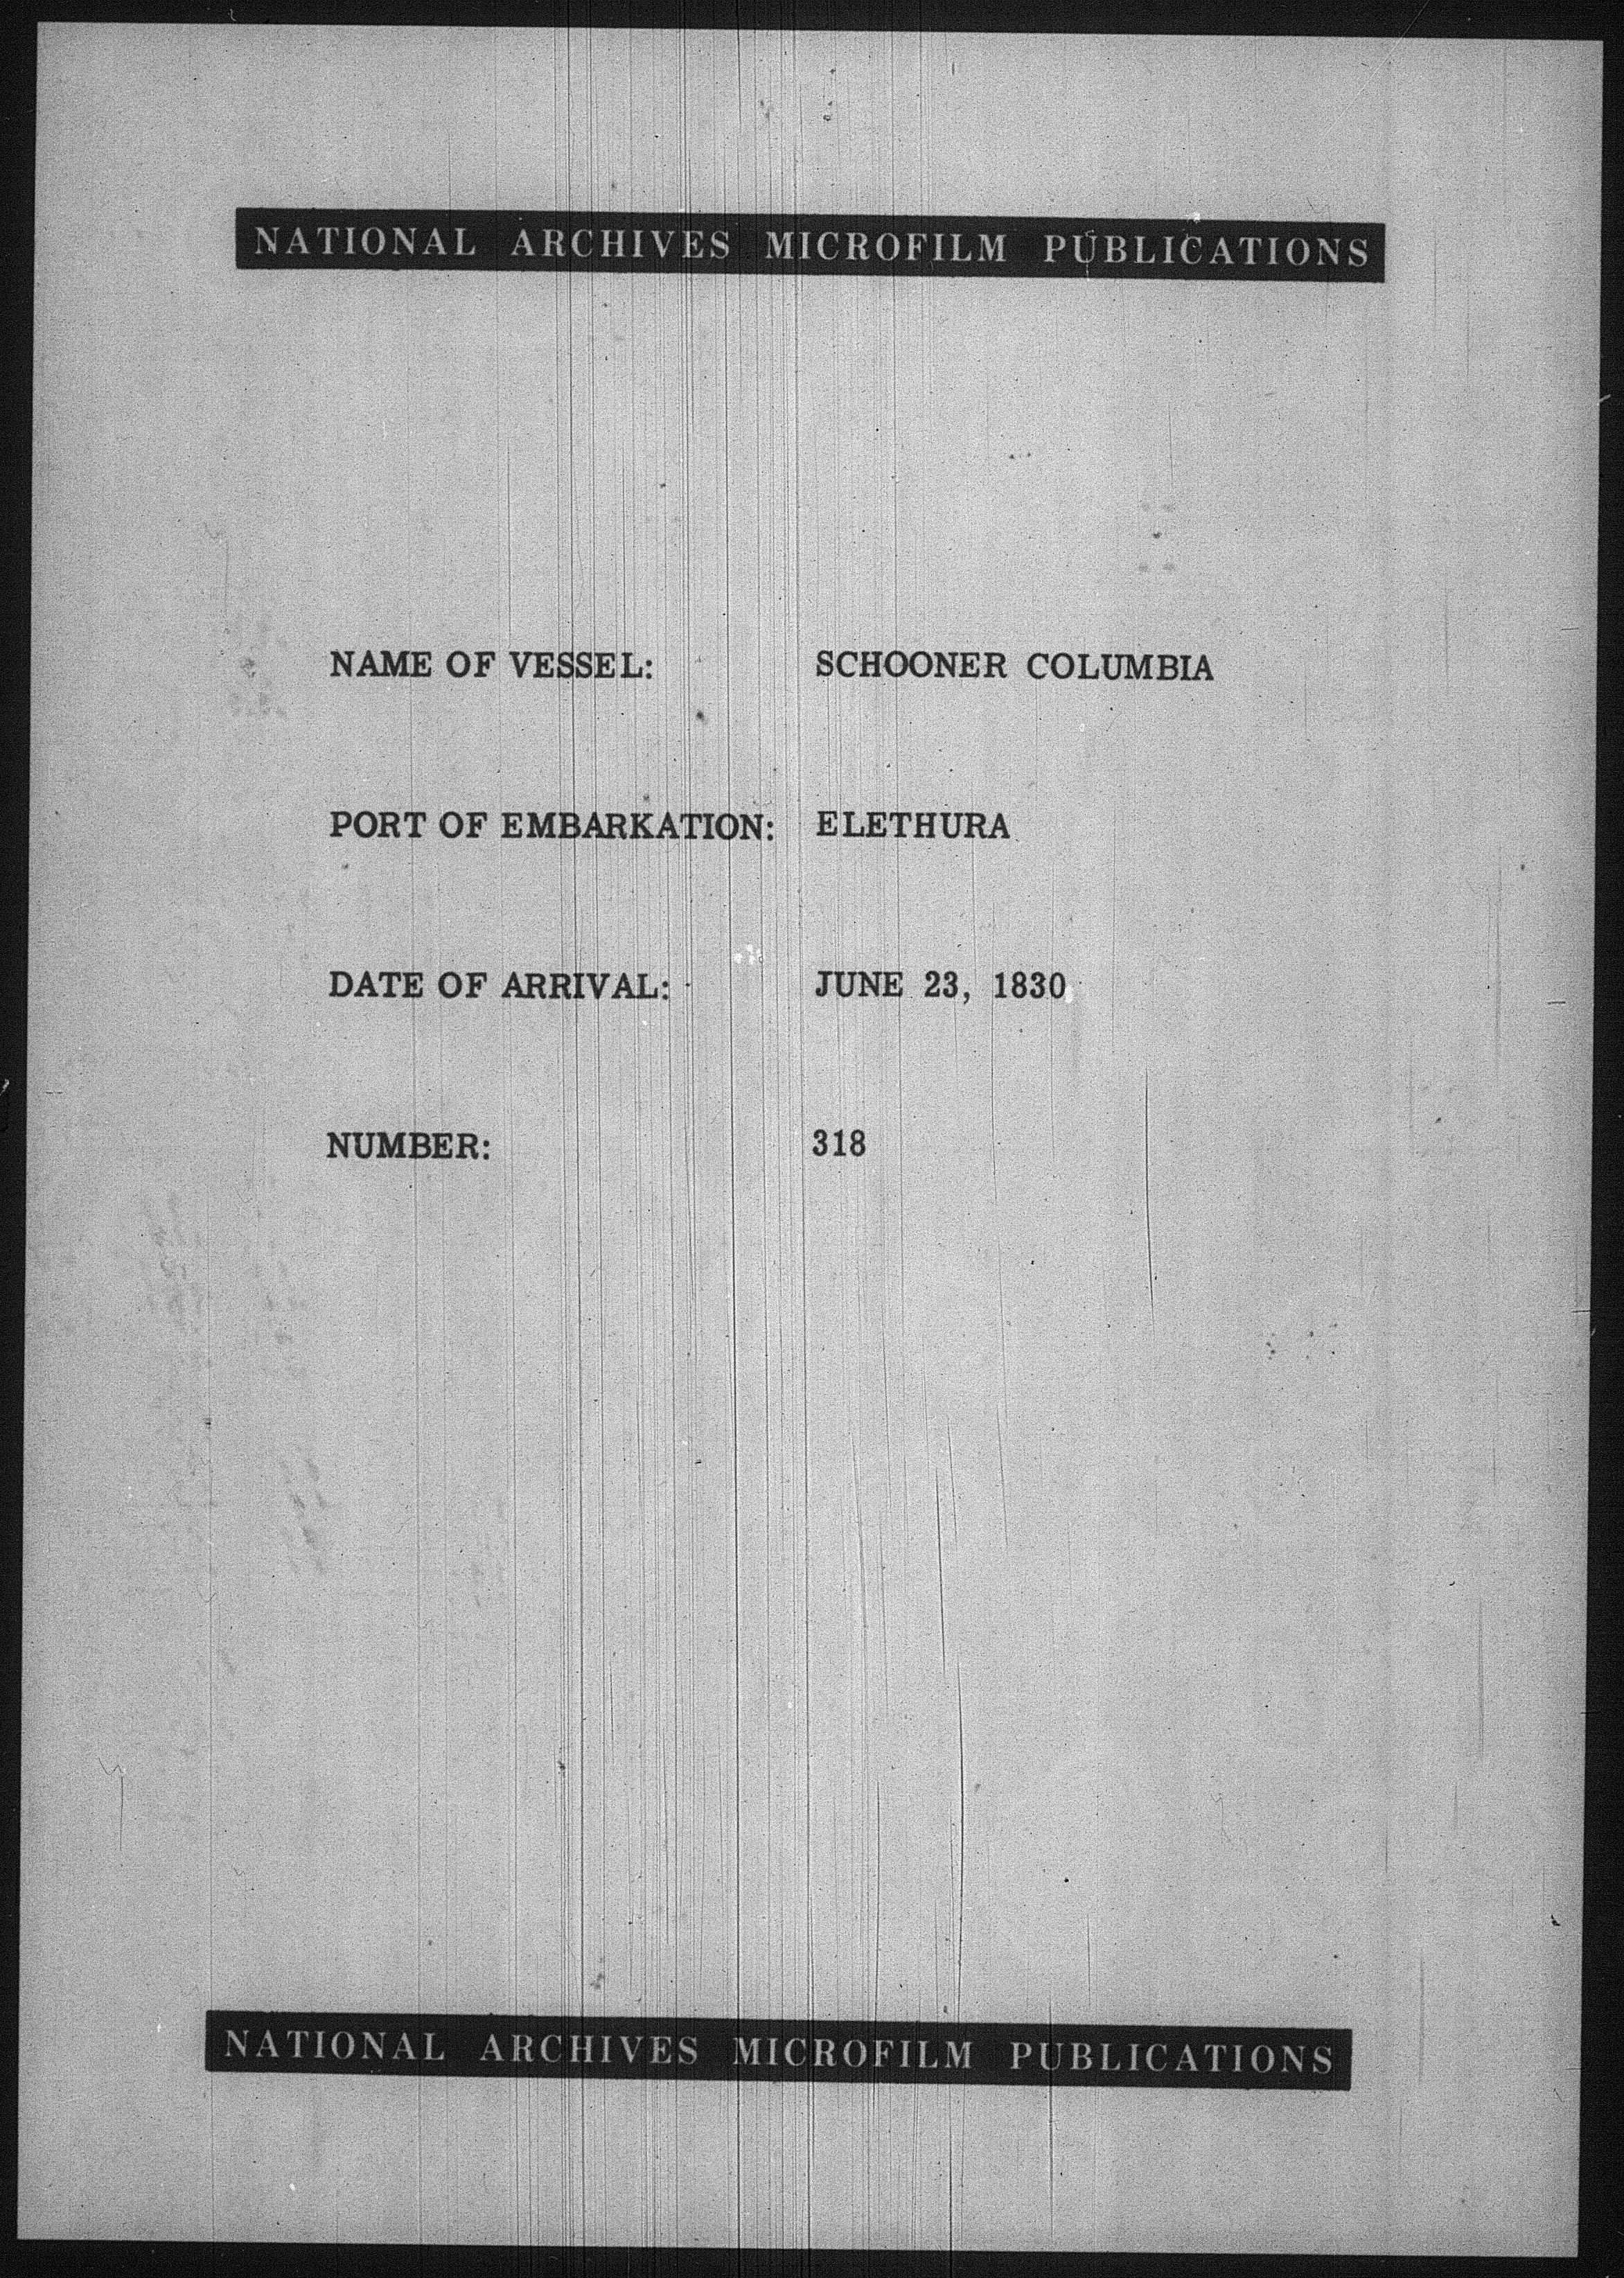 NATIONAL ARCHIVES MICROFILM PUBLICATIONS
NAME OF VESSEL: SCHOONER COLUMBIA
PORT OF EMBARKATION: ELETHURA
DATE OF ARRIVAL: JUNE 23, 1830
NUMBER: 318
NATIONAL ARCHIVES MICROFILM PUBLICATIONS